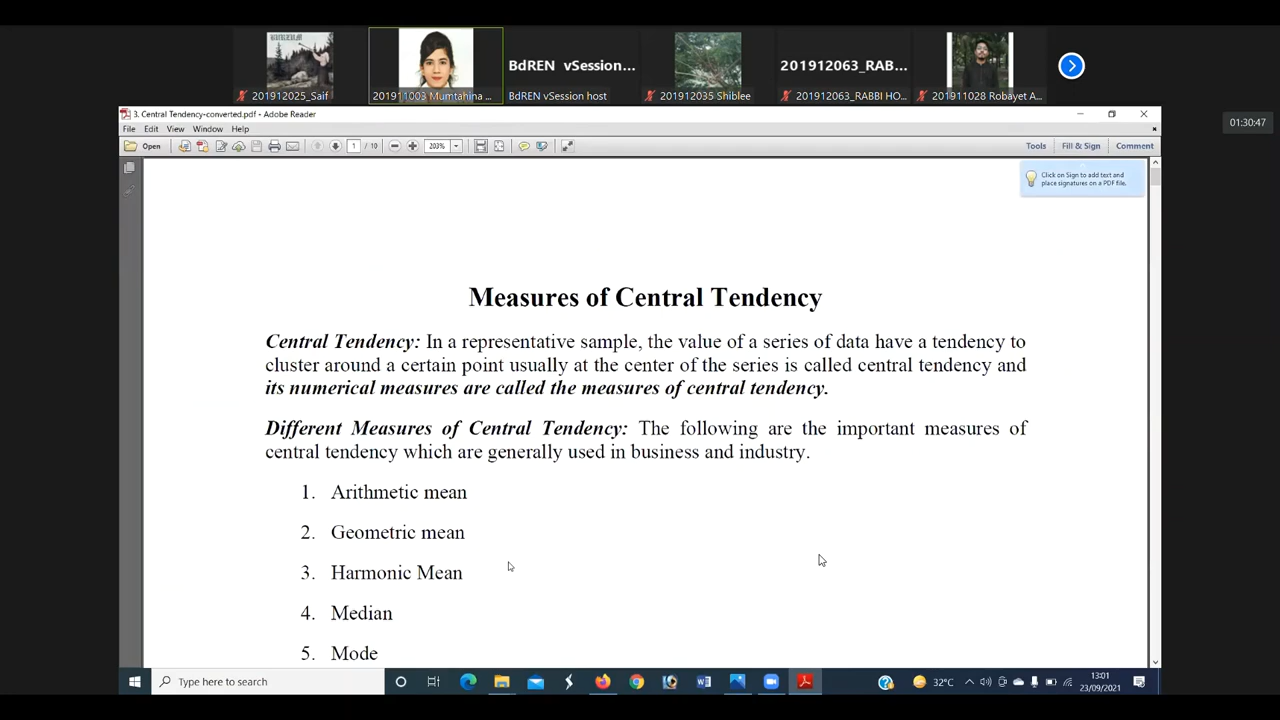 BURZUM
BdREN vSession...
201912063_RAB...
201912025_Saif
201911003 Mumtahina ...
BdREN vSession host
201912035 Shiblee
201912063_RABBI HO...
201911028 Robayet A...
01:30:47
3. Central Tendency-converted.pdf - Adobe Reader
File Edit View Window Help
Open 1 / 10 203% Tools Fill & Sign Comment
Click on Sign to add text and
place signatures on a PDF file.
Measures of Central Tendency
Central Tendency: In a representative sample, the value of a series of data have a tendency to
cluster around a certain point usually at the center of the series is called central tendency and
its numerical measures are called the measures of central tendency.
Different Measures of Central Tendency: The following are the important measures of
central tendency which are generally used in business and industry.
1. Arithmetic mean
2. Geometric mean
3. Harmonic Mean
4. Median
5. Mode
Type here to search
32°C
13:01
23/09/2021